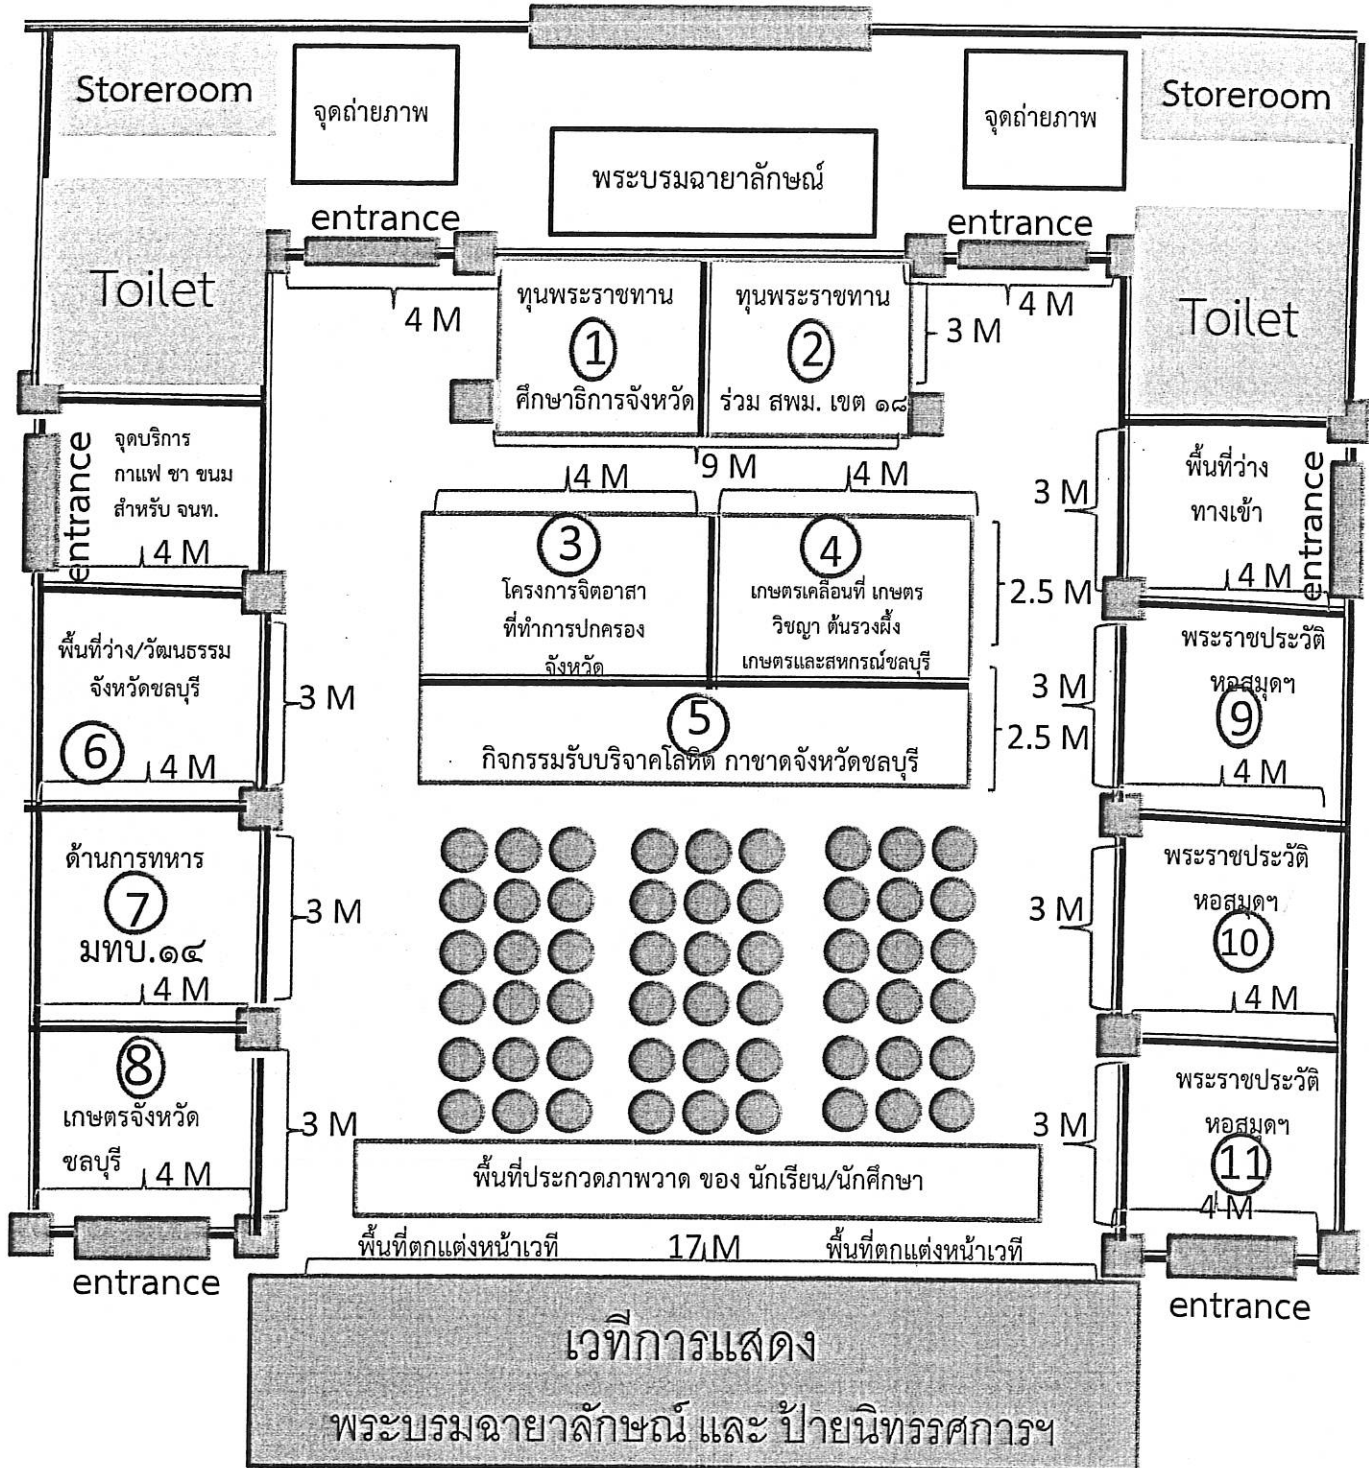 Storeroom
จุดถ่ายภาพ
จุดถ่ายภาพ
Storeroom
พระบรมฉายาลักษณ์
entrance
entrance
Toilet
Toilet
4 M
ทุนพระราชทาน
1
ศึกษาธิการจังหวัด
ทุนพระราชทาน
2
ร่วม สพม. เขต ๑๘
3 M
4 M
9 M
entrance
จุดบริการ
กาแฟ ชา ขนม
สำหรับ จนท.
4 M
4 M
4 M
3 M
พื้นที่ว่าง
ทางเข้า
4 M
entrance
3
โครงการจิตอาสา
ที่ทำการปกครอง
จังหวัด
4
เกษตรเคลื่อนที่ เกษตร
วิชญา ต้นรวงผึ้ง
เกษตรและสหกรณ์ชลบุรี
2.5 M
พื้นที่ว่าง/วัฒนธรรม
จังหวัดชลบุรี
6
4 M
3 M
5
กิจกรรมรับบริจาคโลหิต กาชาดจังหวัดชลบุรี
2.5 M
3 M
พระราชประวัติ
หอสมุดฯ
9
4 M
ด้านการทหาร
7
มทบ.๑๔
4 M
3 M
3 M
พระราชประวัติ
หอสมุดฯ
10
4 M
8
เกษตรจังหวัด
ชลบุรี
4 M
3 M
3 M
พระราชประวัติ
หอสมุดฯ
11
4 M
พื้นที่ประกวดภาพวาด ของ นักเรียน/นักศึกษา
พื้นที่ตกแต่งหน้าเวที
17 M
พื้นที่ตกแต่งหน้าเวที
entrance
entrance
เวทีการแสดง
พระบรมฉายาลักษณ์ และ ป้ายนิทรรศการฯ